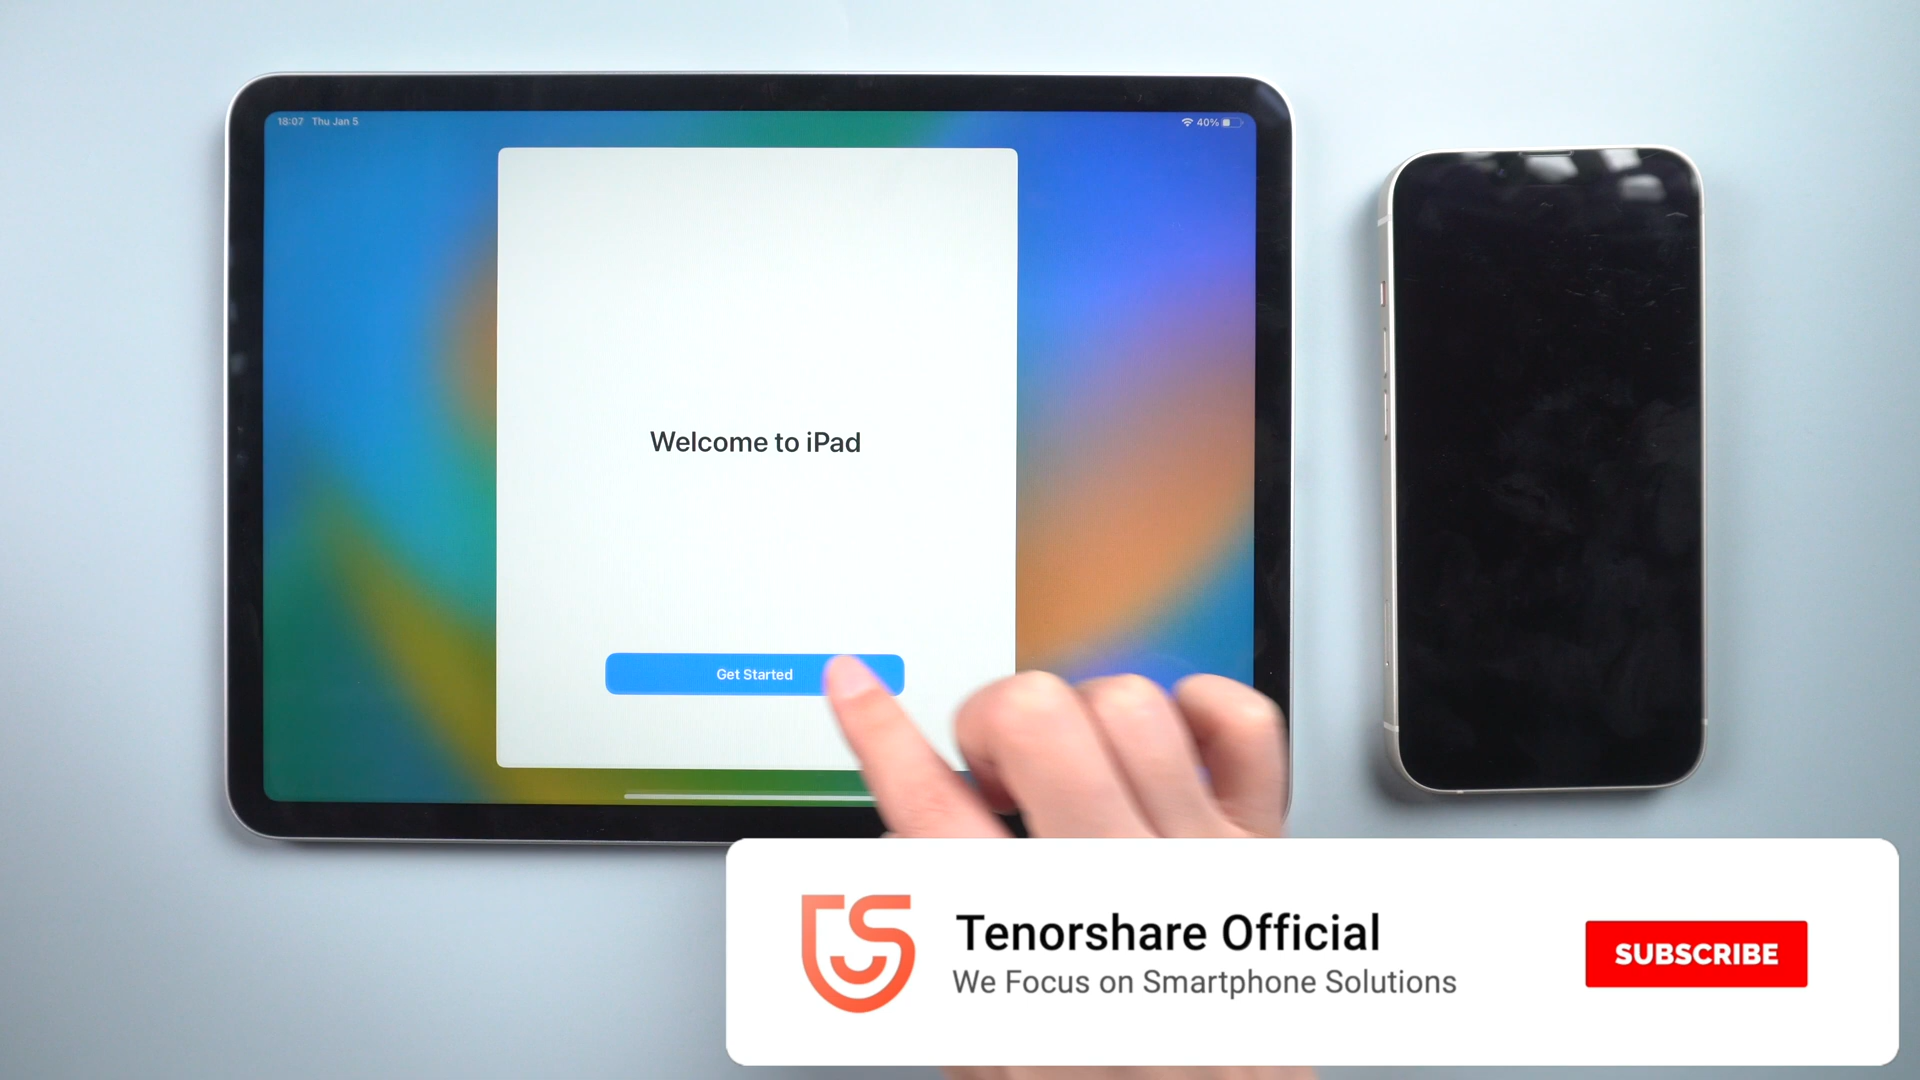 18:07 Thu Jan 5
40%
Welcome to iPad
Get Started
Tenorshare Official
We Focus on Smartphone Solutions
SUBSCRIBE